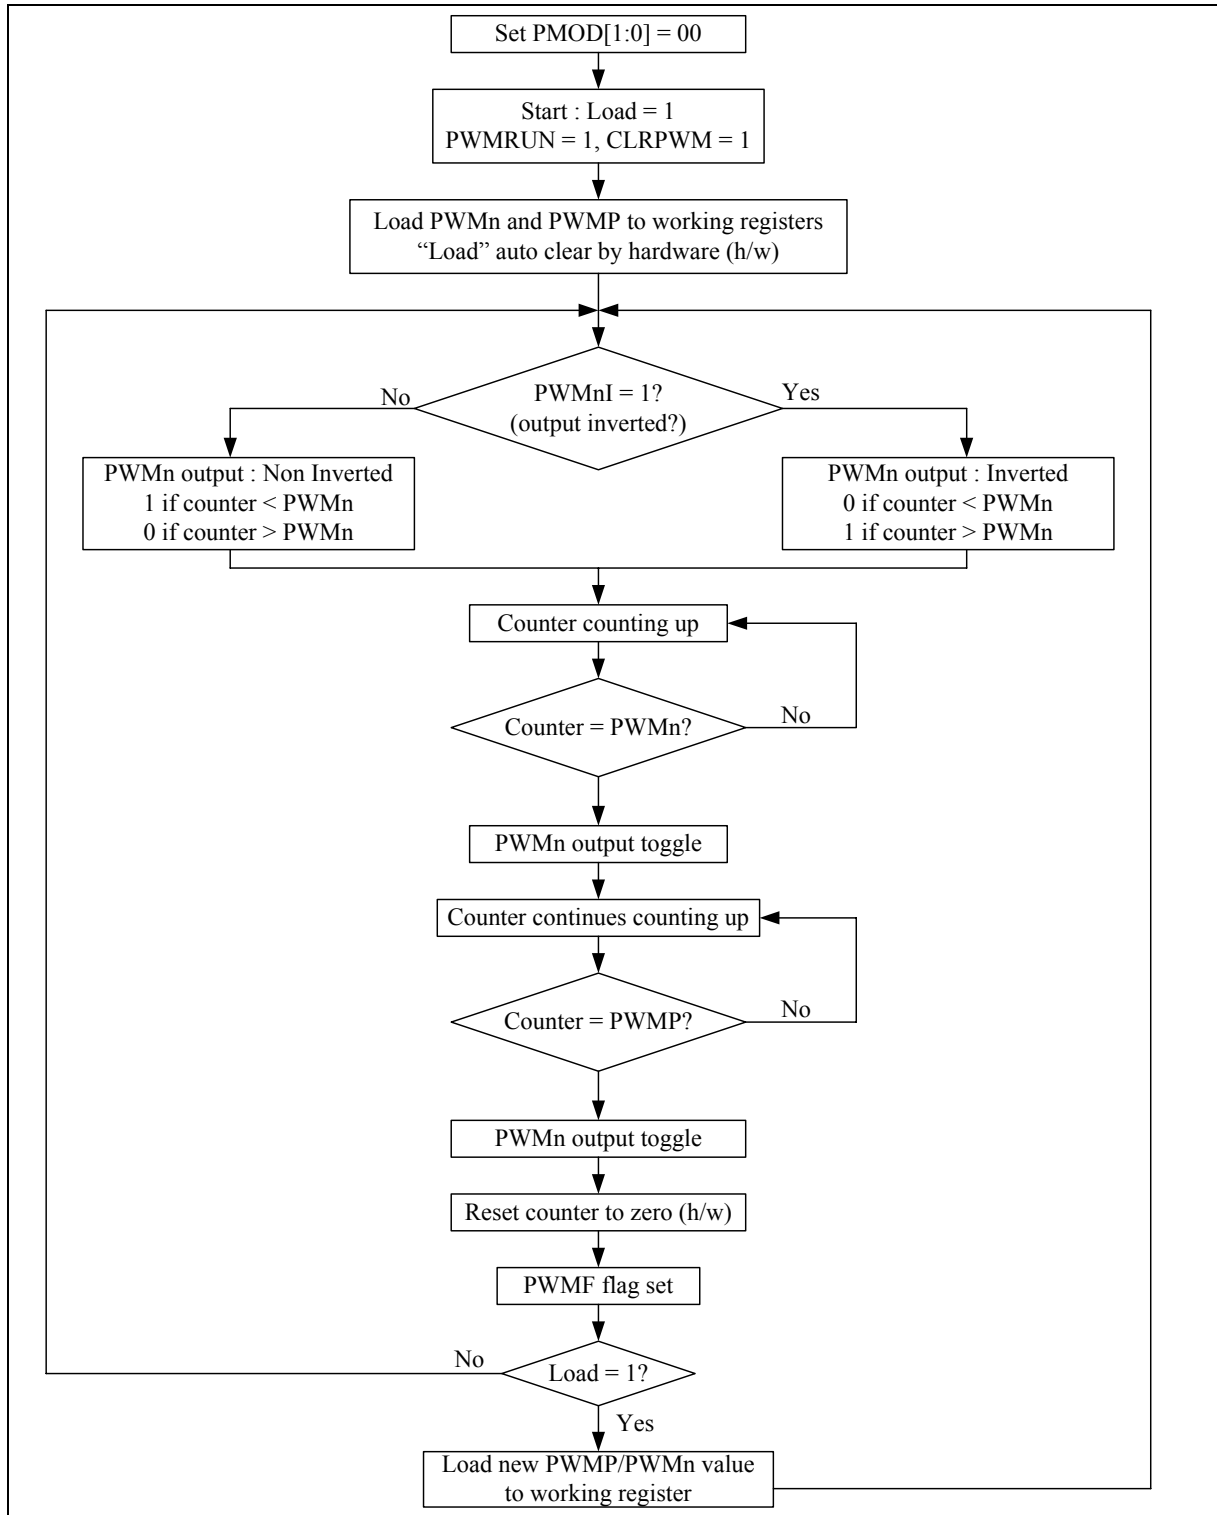 Set PMOD[1:0] = 00
Start : Load = 1
PWMRUN = 1, CLRPWM = 1
Load PWMn and PWMP to working registers
“Load” auto clear by hardware (h/w)
PWMnI = 1?
(output inverted?)
No
Yes
PWMn output : Non Inverted
1 if counter < PWMn
0 if counter > PWMn
PWMn output : Inverted
0 if counter < PWMn
1 if counter > PWMn
Counter counting up
Counter = PWMn?
No
PWMn output toggle
Counter continues counting up
Counter = PWMP?
No
PWMn output toggle
Reset counter to zero (h/w)
PWMF flag set
Load = 1?
No
Yes
Load new PWMP/PWMn value
to working register